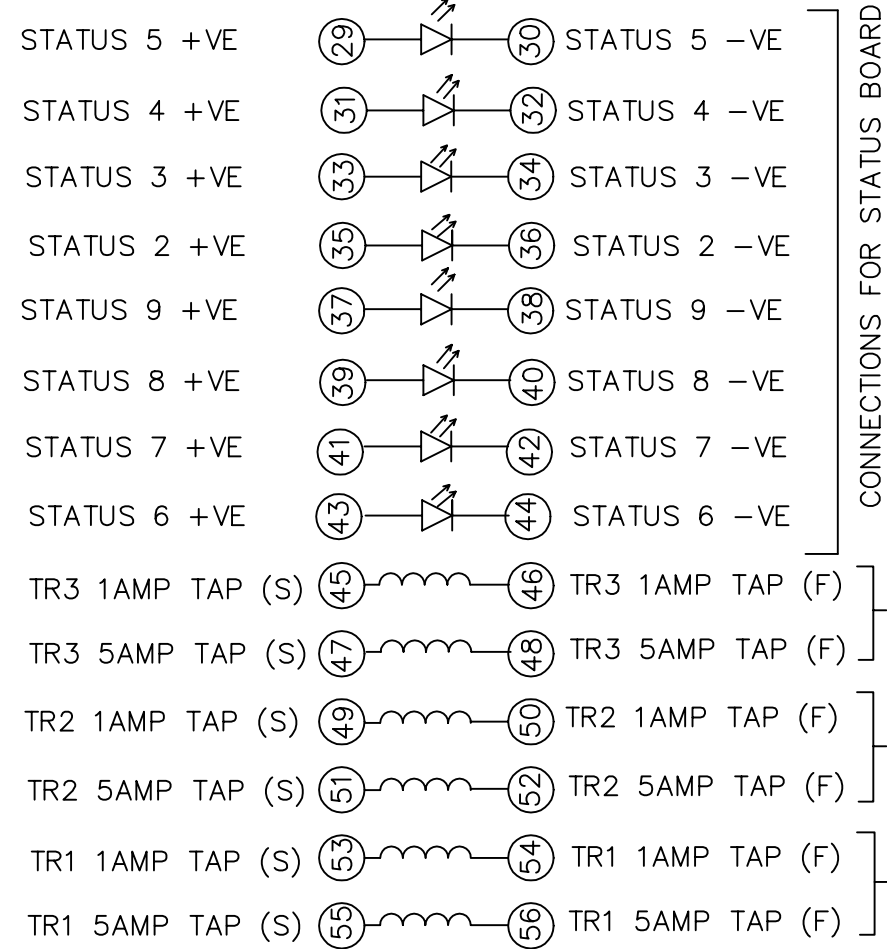 STATUS 5 +VE 29 30 STATUS 5 −VE
STATUS 4 +VE 31 32 STATUS 4 −VE
STATUS 3 +VE 33 34 STATUS 3 −VE
STATUS 2 +VE 35 36 STATUS 2 −VE
STATUS 9 +VE 37 38 STATUS 9 −VE
STATUS 8 +VE 39 40 STATUS 8 −VE
STATUS 7 +VE 41 42 STATUS 7 −VE
STATUS 6 +VE 43 44 STATUS 6 −VE
CONNECTIONS FOR STATUS BOARD
TR3 1AMP TAP (S) 45 46 TR3 1AMP TAP (F)
TR3 5AMP TAP (S) 47 48 TR3 5AMP TAP (F)
TR2 1AMP TAP (S) 49 50 TR2 1AMP TAP (F)
TR2 5AMP TAP (S) 51 52 TR2 5AMP TAP (F)
TR1 1AMP TAP (S) 53 54 TR1 1AMP TAP (F)
TR1 5AMP TAP (S) 55 56 TR1 5AMP TAP (F)